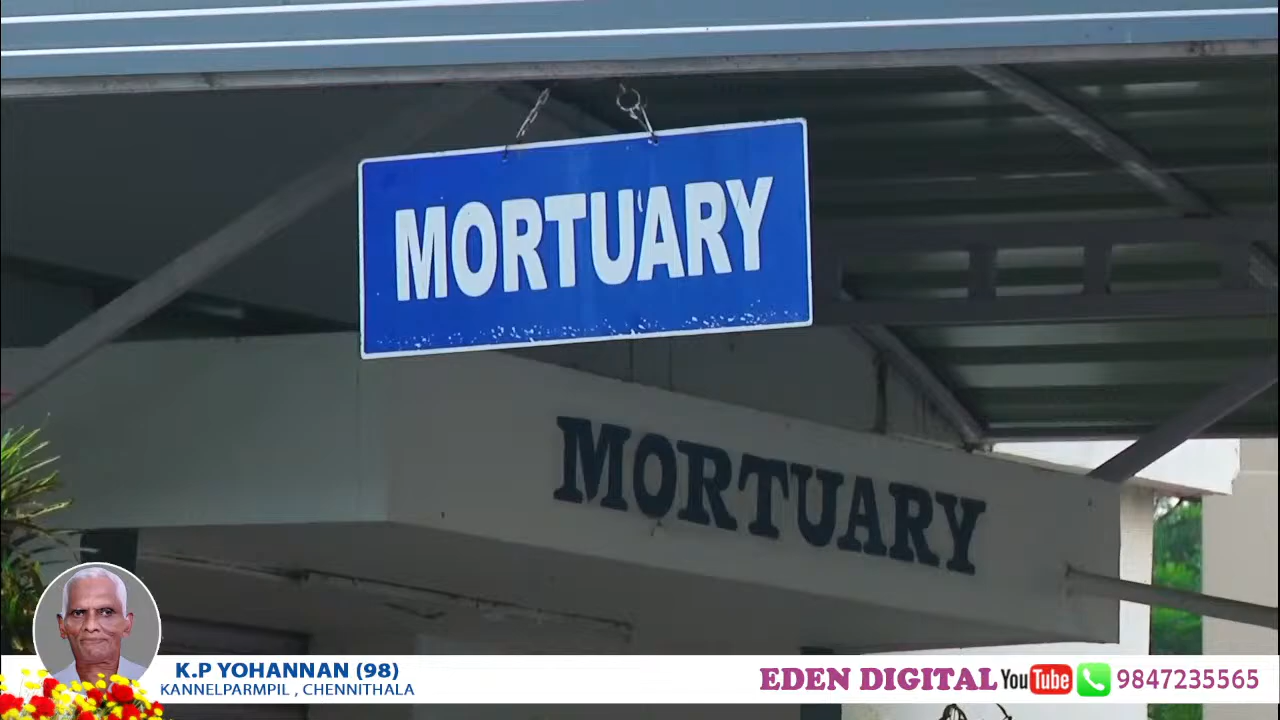 MORTUARY
MORTUARY
K.P YOHANNAN (98)
KANNELPARMPIL , CHENNITHALA
EDEN DIGITAL YouTube 9847235565